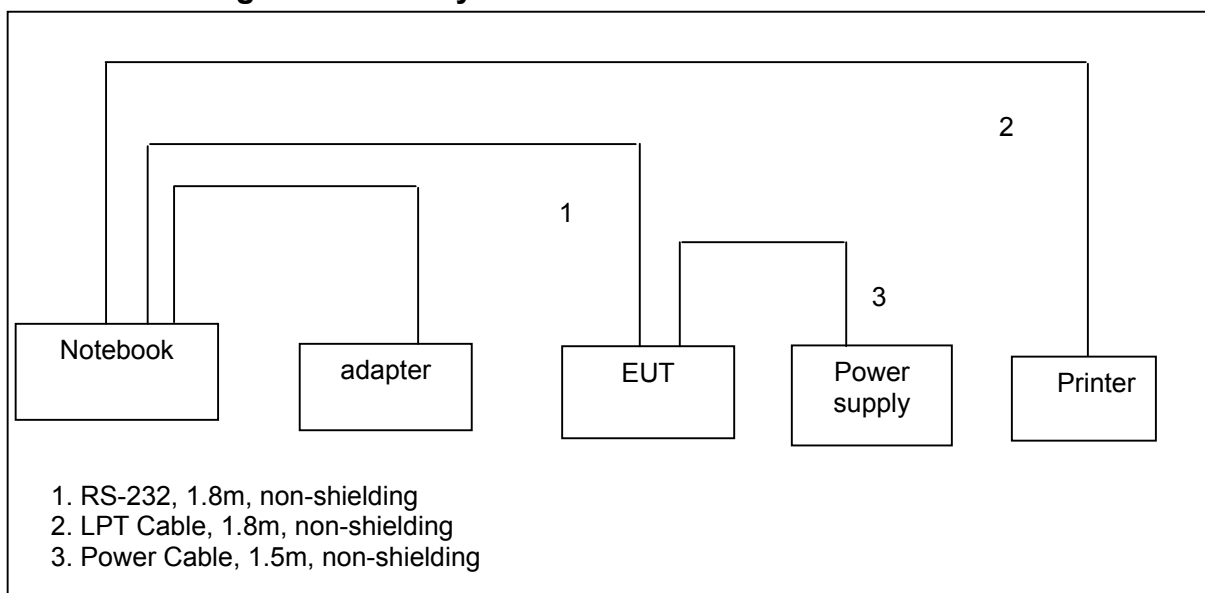 2
1
3
Notebook
adapter
EUT
Power
supply
Printer
1. RS-232, 1.8m, non-shielding
2. LPT Cable, 1.8m, non-shielding
3. Power Cable, 1.5m, non-shielding